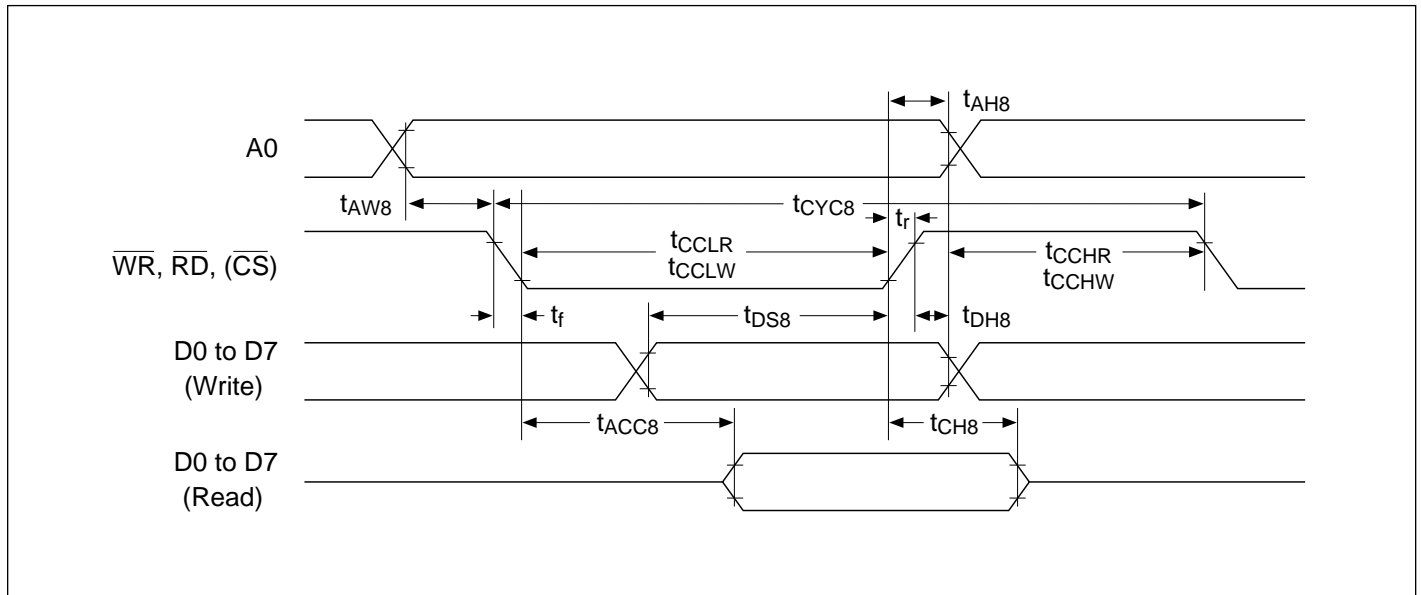 tAH8
A0
tAW8
tCYC8
tr
WR, RD, (CS)
tCCLR
tCCLW
tCCHR
tCCHW
tf
tDS8
tDH8
D0 to D7
(Write)
tACC8
tCH8
D0 to D7
(Read)